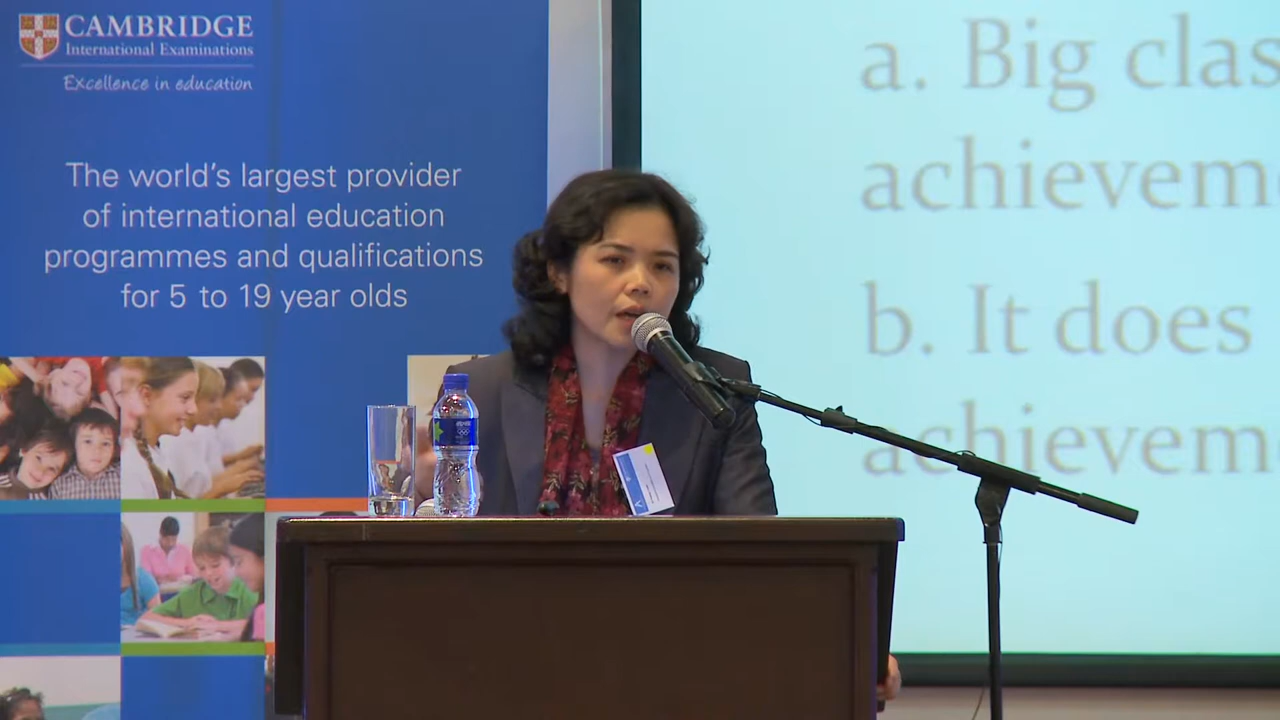 CAMBRIDGE
International Examinations
Excellence in education
The world's largest provider
of international education
programmes and qualifications
for 5 to 19 year olds
a. Big clas
achievem
b. It does
achievem